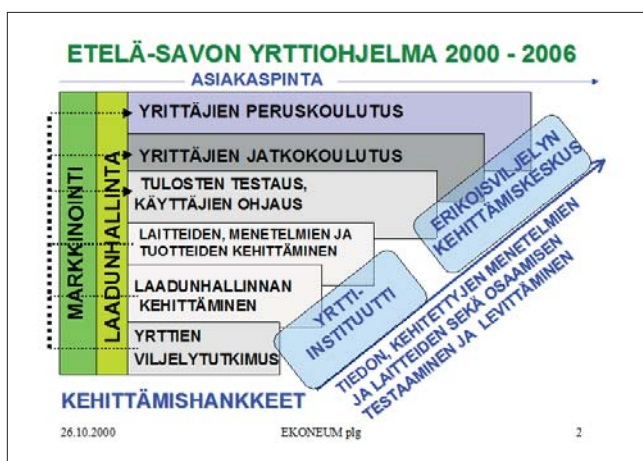 ETELÄ-SAVON YRTTIOHJELMA 2000 - 2006
ASIAKASPINTA
MARKKINOINTI
LAADUNHALLINTA
YRITTÄJIEN PERUSKOULUTUS
YRITTÄJIEN JATKOKOULUTUS
TULOSTEN TESTAUS,
KÄYTTÄJIEN OHJAUS
LAITTEIDEN, MENETELMIEN JA
TUOTTEIDEN KEHITTÄMINEN
LAADUNHALLINNAN
KEHITTÄMINEN
YRTTIEN
VILJELYTUTKIMUS
YRTTI-
INSTITUUTTI
ERIKOISVILJELYN
KEHITTÄMISKESKUS
TIEDON, KEHITETTYJEN MENETELMIEN
JA LAITTEIDEN SEKÄ OSAAMISEN
TESTAAMINEN JA LEVITTÄMINEN
KEHITTÄMISHANKKEET
26.10.2000
EKONEUM plg
2